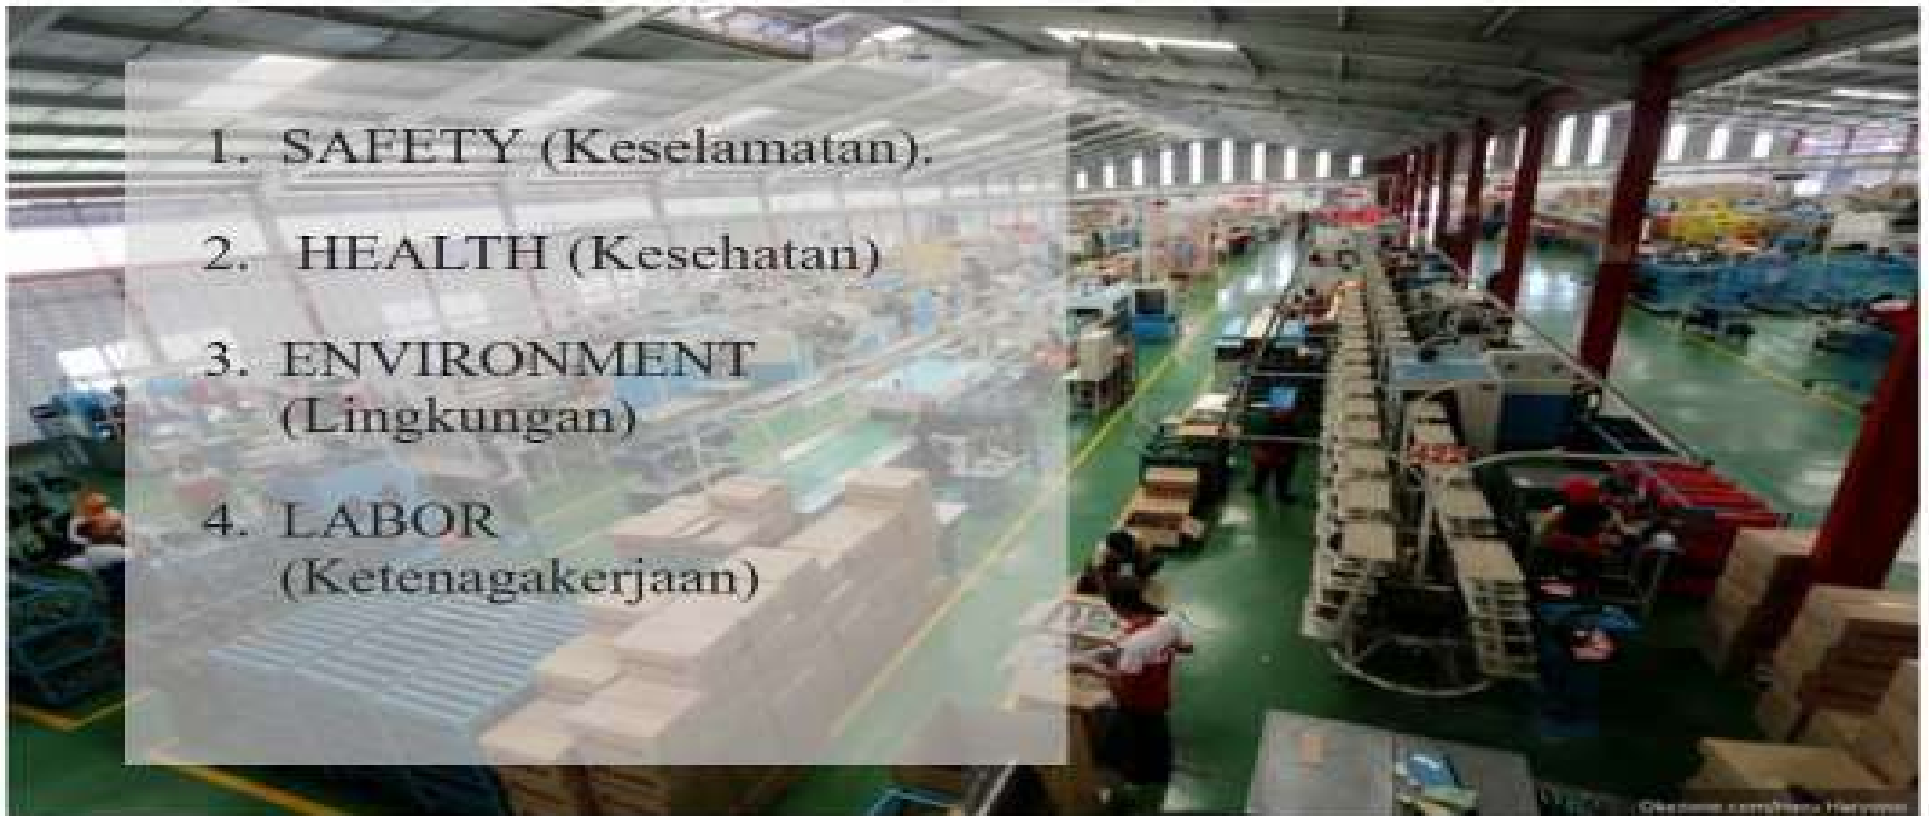 1. SAFETY (Keselamatan).
2. HEALTH (Kesehatan)
3. ENVIRONMENT
(Lingkungan)
4. LABOR
(Ketenagakerjaan)